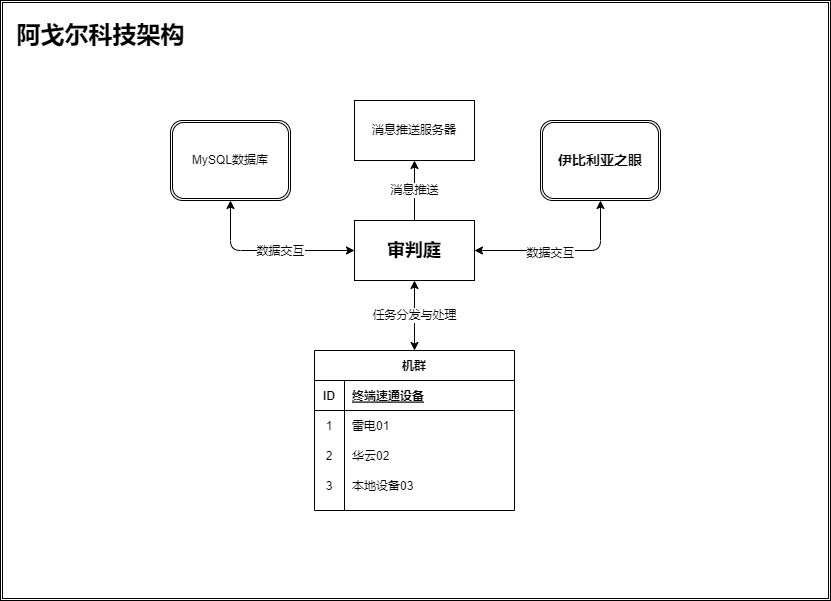 阿戈尔科技架构
消息推送服务器
MySQL数据库
伊比利亚之眼
消息推送
审判庭
数据交互
数据交互
任务分发与处理
机群
ID 终端速通设备
1 雷电01
2 华云02
3 本地设备03